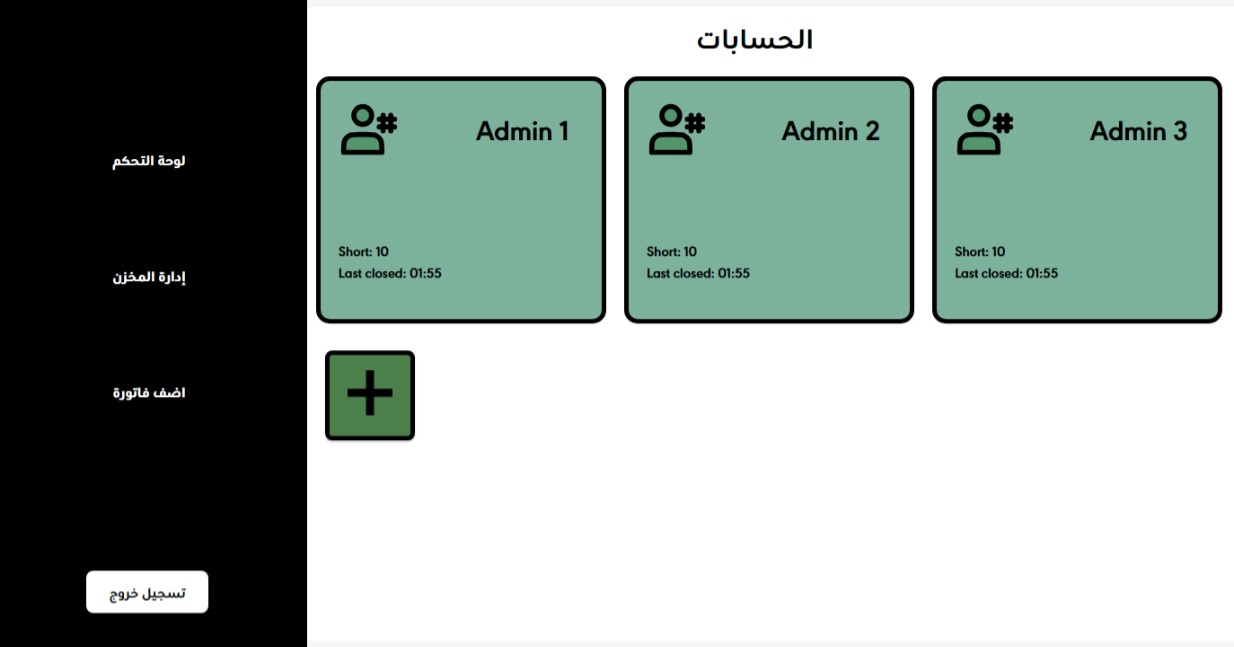 الحسابات
Admin 1
Short: 10
Last closed: 01:55
Admin 2
Short: 10
Last closed: 01:55
Admin 3
Short: 10
Last closed: 01:55
لوحة التحكم
إدارة المخزن
اضف فاتورة
تسجيل خروج